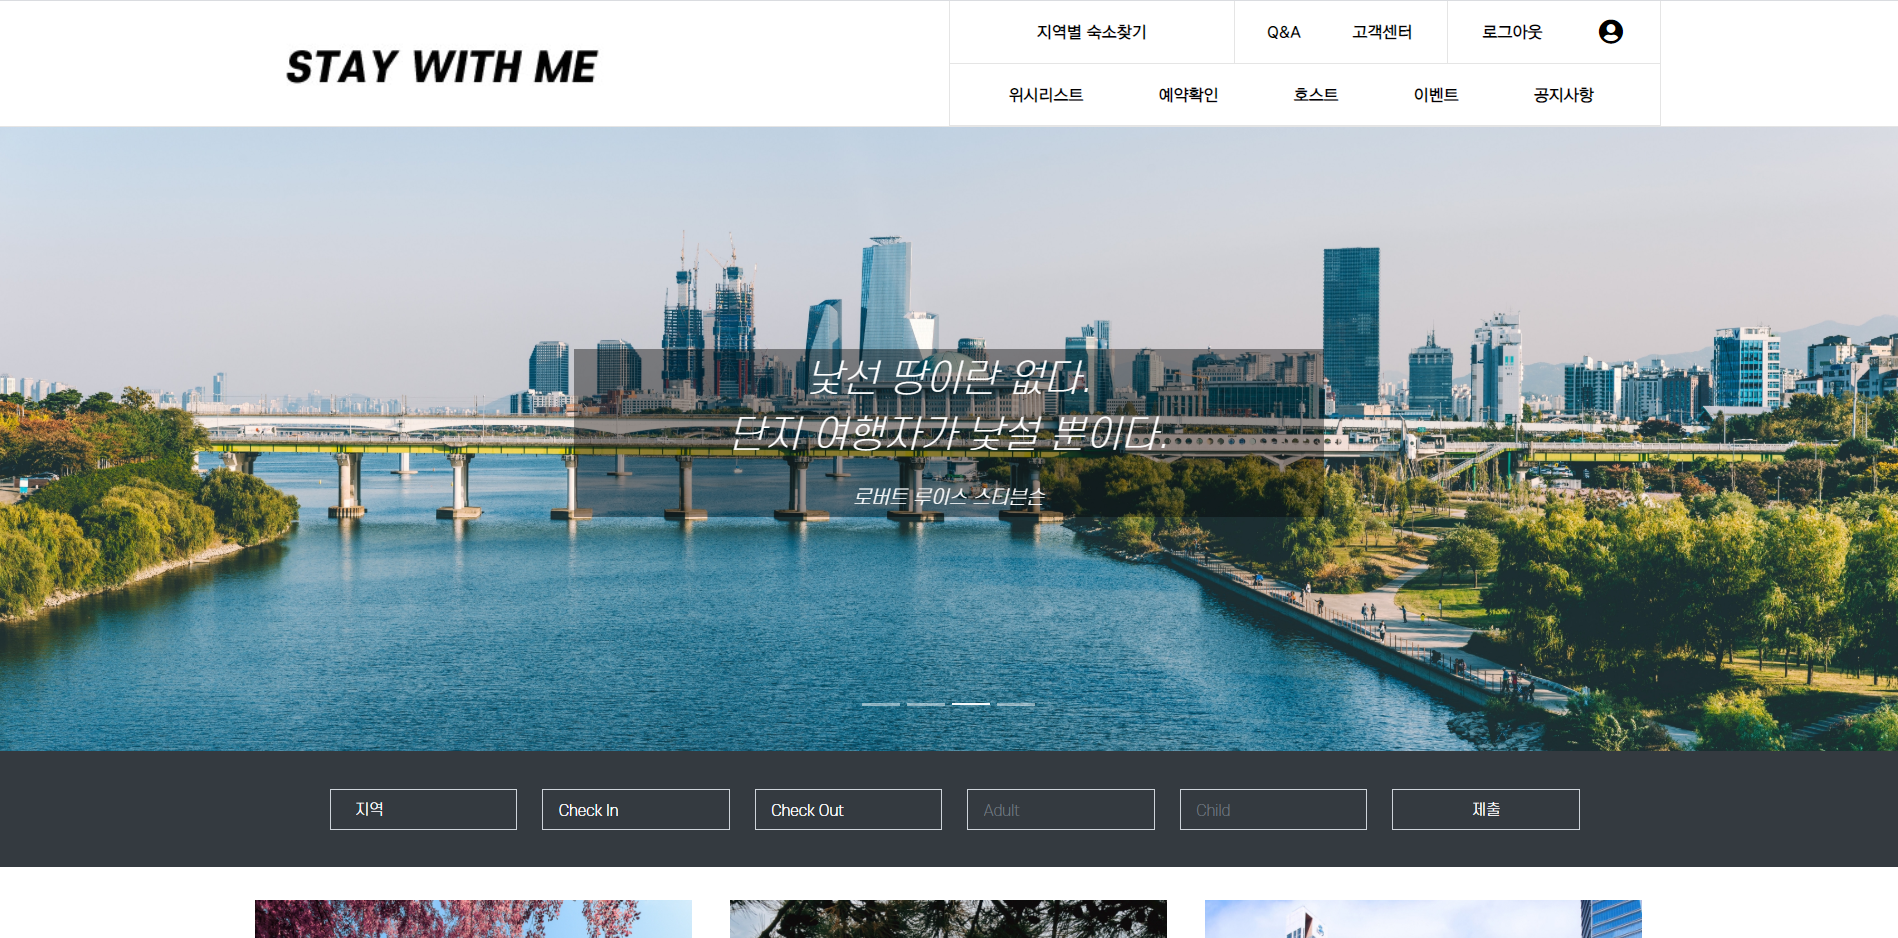 STAY WITH ME
지역별 숙소찾기
Q&A
고객센터
로그아웃
위시리스트
예약확인
호스트
이벤트
공지사항
낯선 땅이란 없다.
단지 여행자가 낯설 뿐이다.
로버트 루이스 스티븐슨
지역
Check In
Check Out
Adult
Child
제출